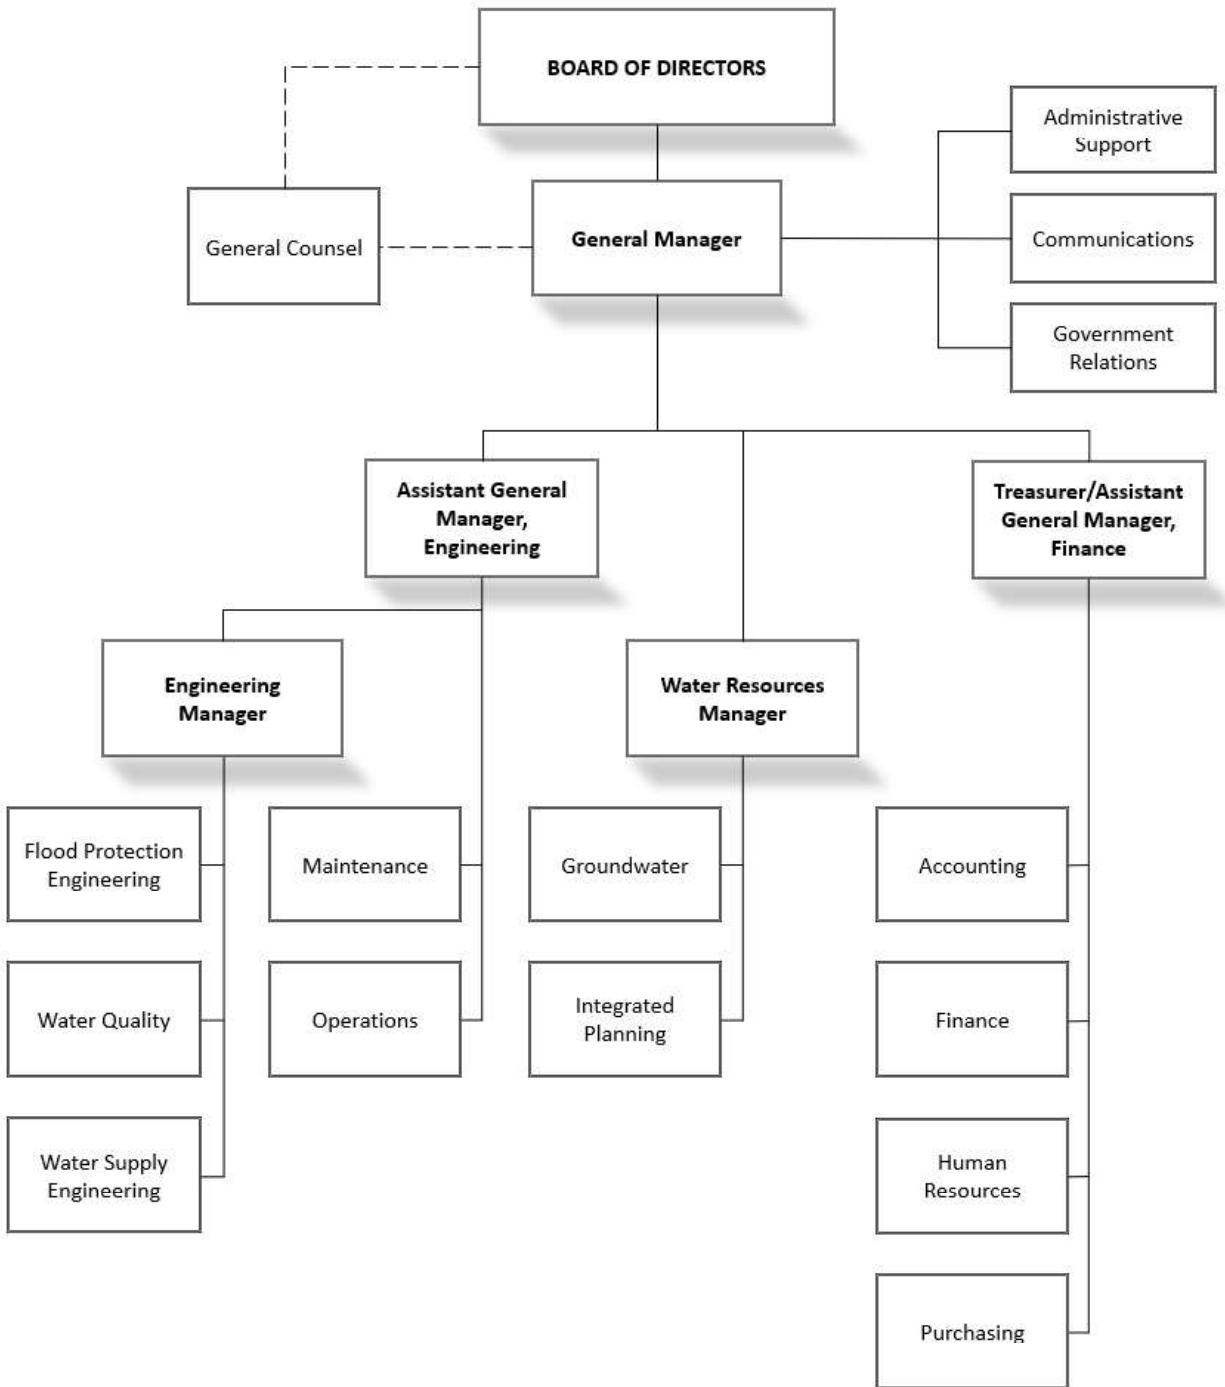 BOARD OF DIRECTORS
Administrative
Support
General Counsel
General Manager
Communications
Government
Relations
Assistant General
Manager,
Engineering
Treasurer/Assistant
General Manager,
Finance
Engineering
Manager
Water Resources
Manager
Flood Protection
Engineering
Maintenance
Groundwater
Accounting
Water Quality
Operations
Integrated
Planning
Finance
Water Supply
Engineering
Human
Resources
Purchasing